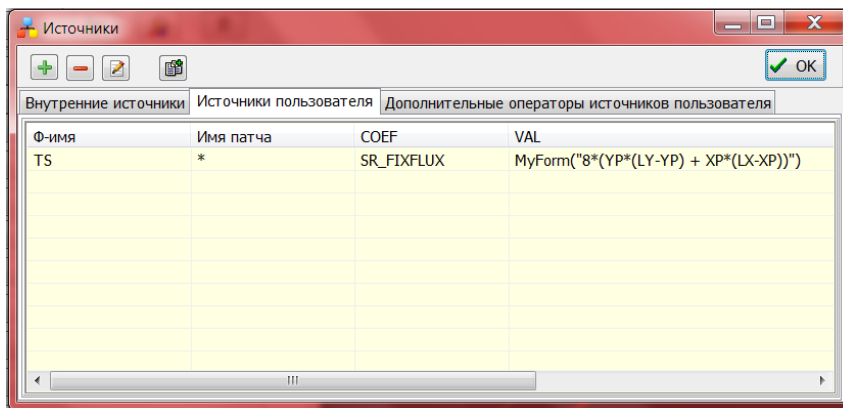 Источники
OK
Внутренние источники Источники пользователя Дополнительные операторы источников пользователя
Ф-имя Имя патча COEF VAL
TS * SR_FIXFLUX MyForm("8*(YP*(LY-YP) + XP*(LX-XP))")